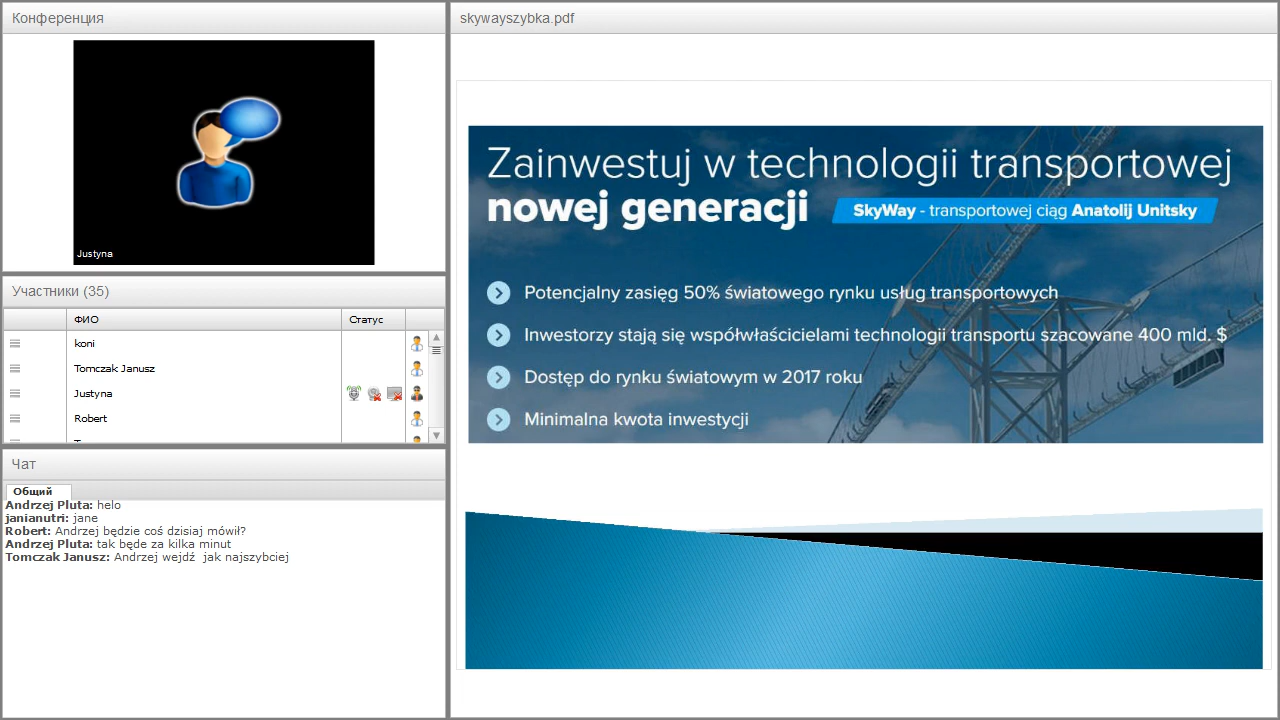 Конференция
Justyna
Участники (35)
ФИО
Статус
koni
Tomczak Janusz
Justyna
Robert
Чат
Общий
Andrzej Pluta: helo
janianutri: jane
Robert: Andrzej będzie coś dzisiaj mówił?
Andrzej Pluta: tak będe za kilka minut
Tomczak Janusz: Andrzej wejdź jak najszybciej
skywayszybka.pdf
Zainwestuj w technologii transportowej
nowej generacji
SkyWay - transportowej ciąg Anatolij Unitsky
Potencjalny zasięg 50% światowego rynku usług transportowych
Inwestorzy stają się współwłaścicielami technologii transportu szacowane 400 mld. $
Dostęp do rynku światowym w 2017 roku
Minimalna kwota inwestycji